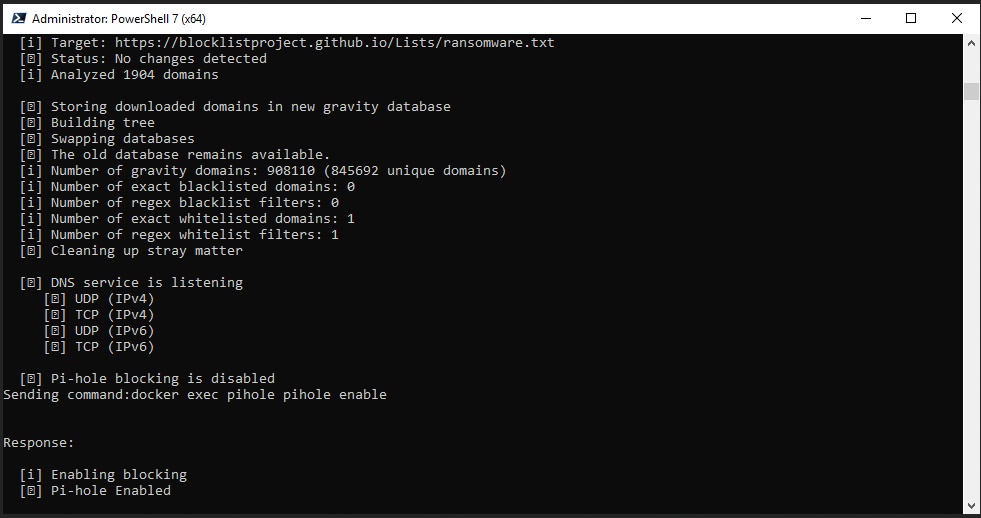 Administrator: PowerShell 7 (x64)
[i] Target: https://blocklistproject.github.io/Lists/ransomware.txt
[⍰] Status: No changes detected
[i] Analyzed 1904 domains
[⍰] Storing downloaded domains in new gravity database
[⍰] Building tree
[⍰] Swapping databases
[⍰] The old database remains available.
[i] Number of gravity domains: 908110 (845692 unique domains)
[i] Number of exact blacklisted domains: 0
[i] Number of regex blacklist filters: 0
[i] Number of exact whitelisted domains: 1
[i] Number of regex whitelist filters: 1
[⍰] Cleaning up stray matter
[⍰] DNS service is listening
[⍰] UDP (IPv4)
[⍰] TCP (IPv4)
[⍰] UDP (IPv6)
[⍰] TCP (IPv6)
[⍰] Pi-hole blocking is disabled
Sending command:docker exec pihole pihole enable
Response:
[i] Enabling blocking
[⍰] Pi-hole Enabled